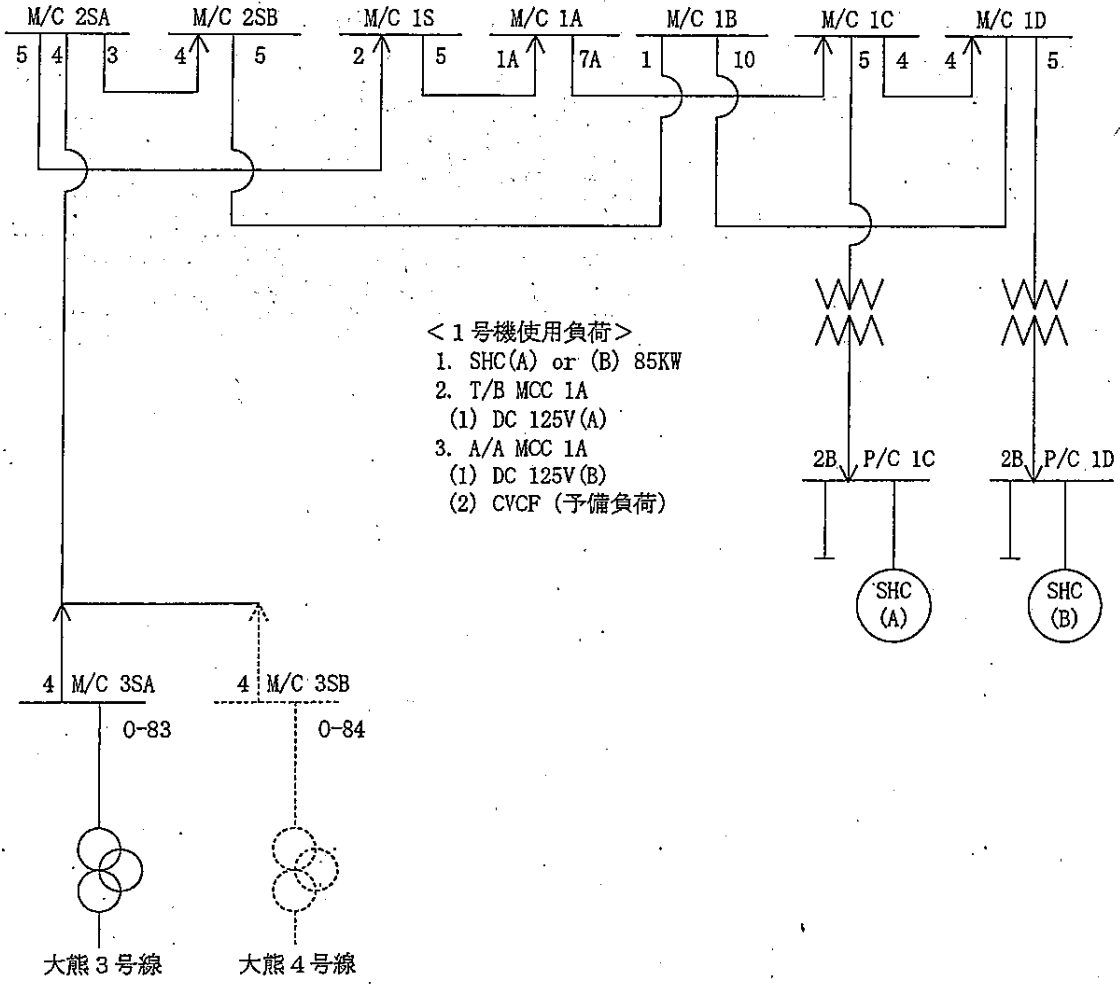 M/C 2SA
M/C 2SB
M/C 1S
M/C 1A
M/C 1B
M/C 1C
M/C 1D
5 4 3
4 5
2 5
1A 7A
1 10
5 4
4 5
<1号機使用負荷>
1. SHC(A) or (B) 85KW
2. T/B MCC 1A
(1) DC 125V(A)
3. A/A MCC 1A
(1) DC 125V(B)
(2) CVCF (予備負荷)
2B P/C 1C
2B P/C 1D
SHC
(A)
SHC
(B)
4 M/C 3SA
4 M/C 3SB
O-83
O-84
大熊3号線
大熊4号線